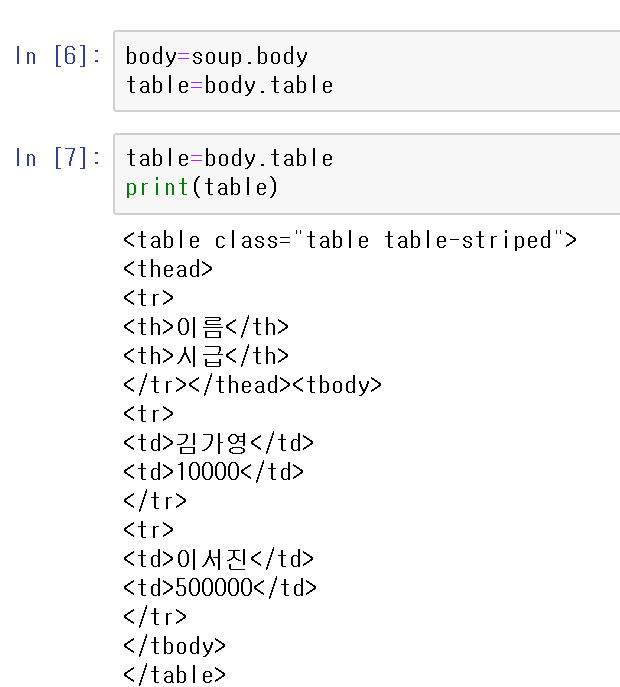 In [6]: body=soup.body
table=body.table
In [7]: table=body.table
print(table)
<table class="table table-striped">
<thead>
<tr>
<th>이름</th>
<th>시급</th>
</tr></thead><tbody>
<tr>
<td>김가영</td>
<td>10000</td>
</tr>
<tr>
<td>이서진</td>
<td>500000</td>
</tr>
</tbody>
</table>